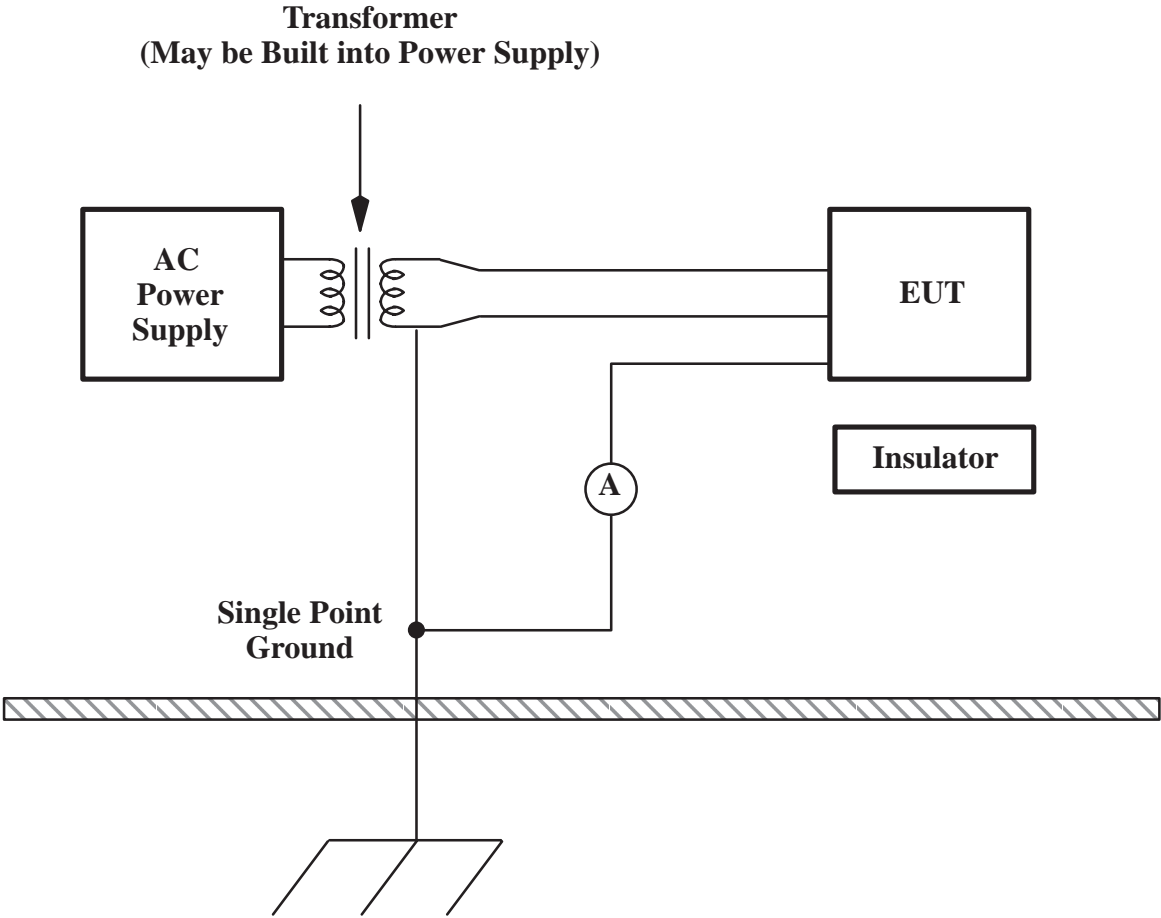 Transformer
(May be Built into Power Supply)
AC
Power
Supply
EUT
Insulator
A
Single Point
Ground